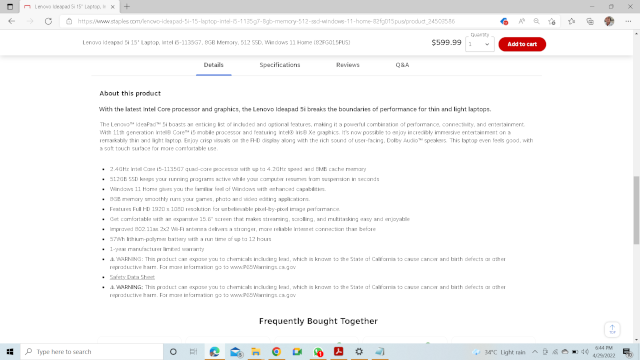 Lenovo Ideapad 5i 15" Laptop, Int
https://www.staples.com/lenovo-ideapad-5i-15-laptop-intel-i5-1135g7-8gb-memory-512-ssd-windows-11-home-82fg015pus/product_24503586
Lenovo Ideapad 5i 15" Laptop, Intel i5-1135G7, 8GB Memory, 512 SSD, Windows 11 Home (82FG015PUS)
$599.99
Quantity
1
Add to cart
Details
Specifications
Reviews
Q&A
About this product
With the latest Intel Core processor and graphics, the Lenovo Ideapad 5i breaks the boundaries of performance for thin and light laptops.
The Lenovo™ IdeaPad™ 5i boasts an enticing list of included and optional features, making it a powerful combination of performance, connectivity, and entertainment.
With 11th generation Intel® Core™ i5 mobile processor and featuring Intel® Iris® Xe graphics, it's now possible to enjoy incredibly immersive entertainment on a
remarkably thin and light laptop. Enjoy crisp visuals on the FHD display along with the rich sound of user-facing, Dolby Audio™ speakers. This laptop even feels good, with
a soft touch surface for more comfortable use.
2.4GHz Intel Core i5-1135G7 quad-core processor with up to 4.2GHz speed and 8MB cache memory
512GB SSD keeps your running programs active while your computer resumes from suspension in seconds
Windows 11 Home gives you the familiar feel of Windows with enhanced capabilities.
8GB memory smoothly runs your games, photo and video editing applications.
Features Full HD 1920 x 1080 resolution for unbelievable pixel-by-pixel image performance
Get comfortable with an expansive 15.6" screen that makes streaming, scrolling, and multitasking easy and enjoyable
Improved 802.11ax 2x2 Wi-Fi antenna delivers a stronger, more reliable Internet connection than before
57Wh lithium-polymer battery with a run time of up to 12 hours
1-year manufacturer limited warranty
⚠ WARNING: This product can expose you to chemicals including lead, which is known to the State of California to cause cancer and birth defects or other
reproductive harm. For more information go to www.P65Warnings.ca.gov
Safety Data Sheet
⚠ WARNING: This product can expose you to chemicals including lead, which is known to the State of California to cause cancer and birth defects or other
reproductive harm. For more information go to www.P65Warnings.ca.gov.
Frequently Bought Together
Type here to search
34°C Light rain
6:44 PM
4/29/2022